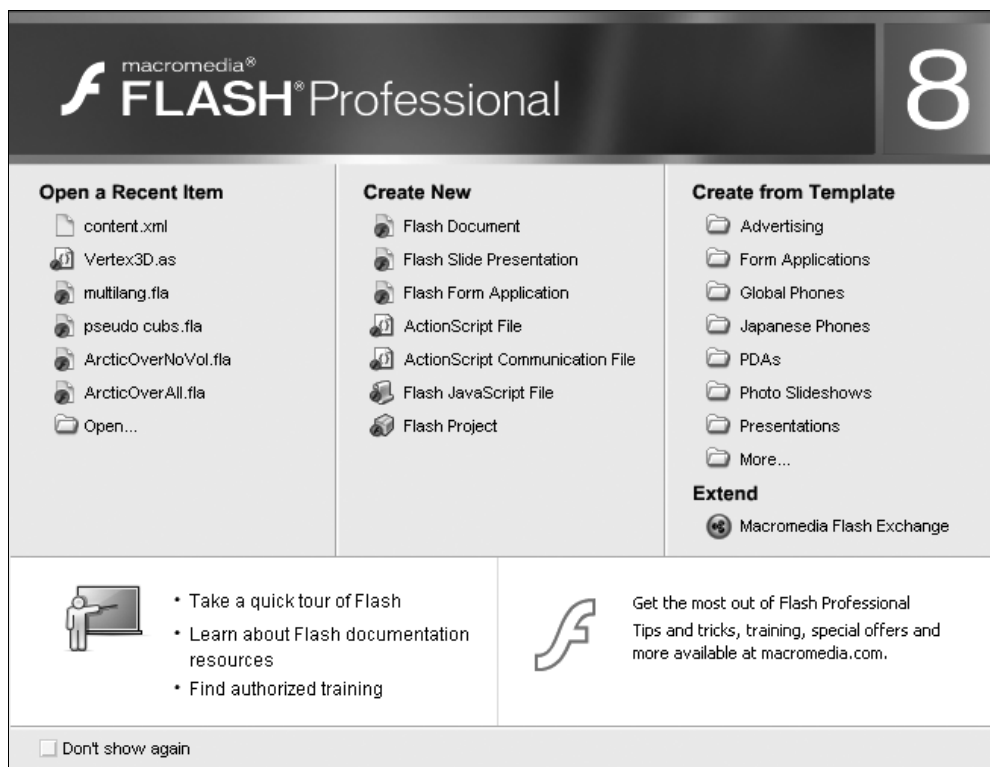 macromedia®
FLASH® Professional
8
Open a Recent Item
content.xml
Vertex3D.as
multilang.fla
pseudo cubs.fla
ArcticOverNoVol.fla
ArcticOverAll.fla
Open...
Create New
Flash Document
Flash Slide Presentation
Flash Form Application
ActionScript File
ActionScript Communication File
Flash JavaScript File
Flash Project
Create from Template
Advertising
Form Applications
Global Phones
Japanese Phones
PDAs
Photo Slideshows
Presentations
More...
Extend
Macromedia Flash Exchange
• Take a quick tour of Flash
• Learn about Flash documentation
resources
• Find authorized training
Get the most out of Flash Professional
Tips and tricks, training, special offers and
more available at macromedia.com.
Don't show again